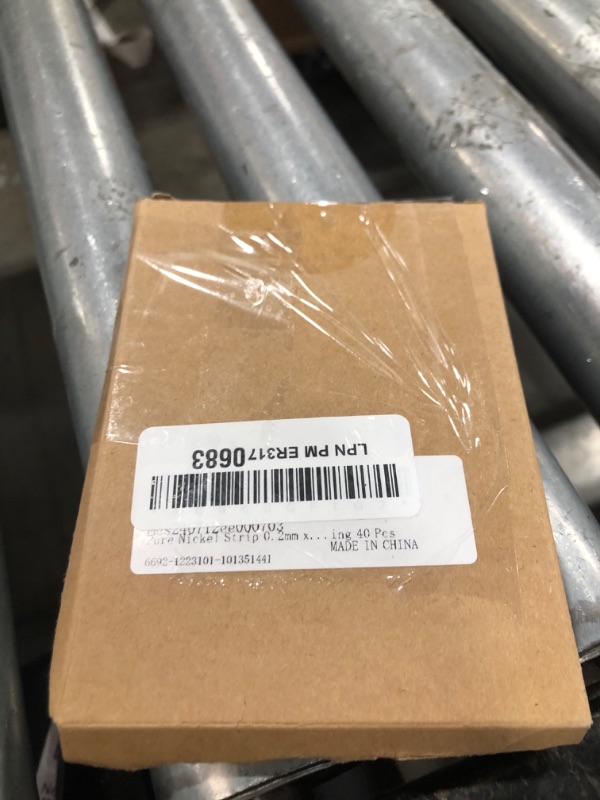 LPN PM ER3170683
Pure Nickel Strip 0.2mm x...ing 40 Pcs
MADE IN CHINA
6692-1223101-101351441